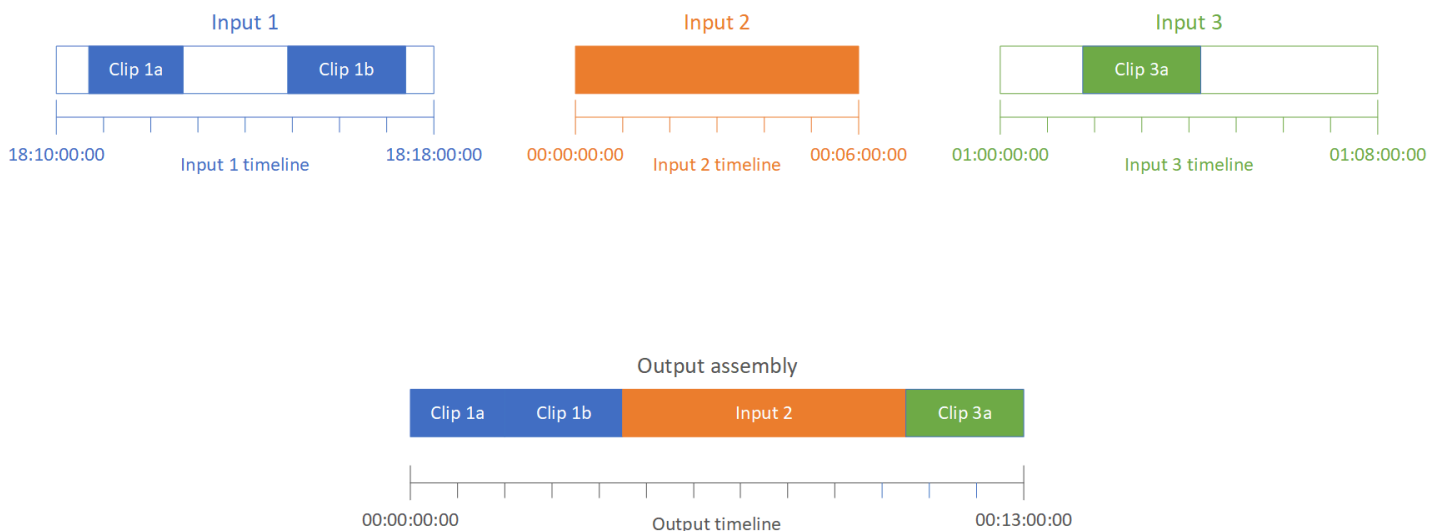 Input 1
Input 2
Input 3
Clip 1a
Clip 1b
Clip 3a
18:10:00:00
Input 1 timeline
18:18:00:00
00:00:00:00
Input 2 timeline
00:06:00:00
01:00:00:00
Input 3 timeline
01:08:00:00
Output assembly
Clip 1a
Clip 1b
Input 2
Clip 3a
00:00:00:00
Output timeline
00:13:00:00